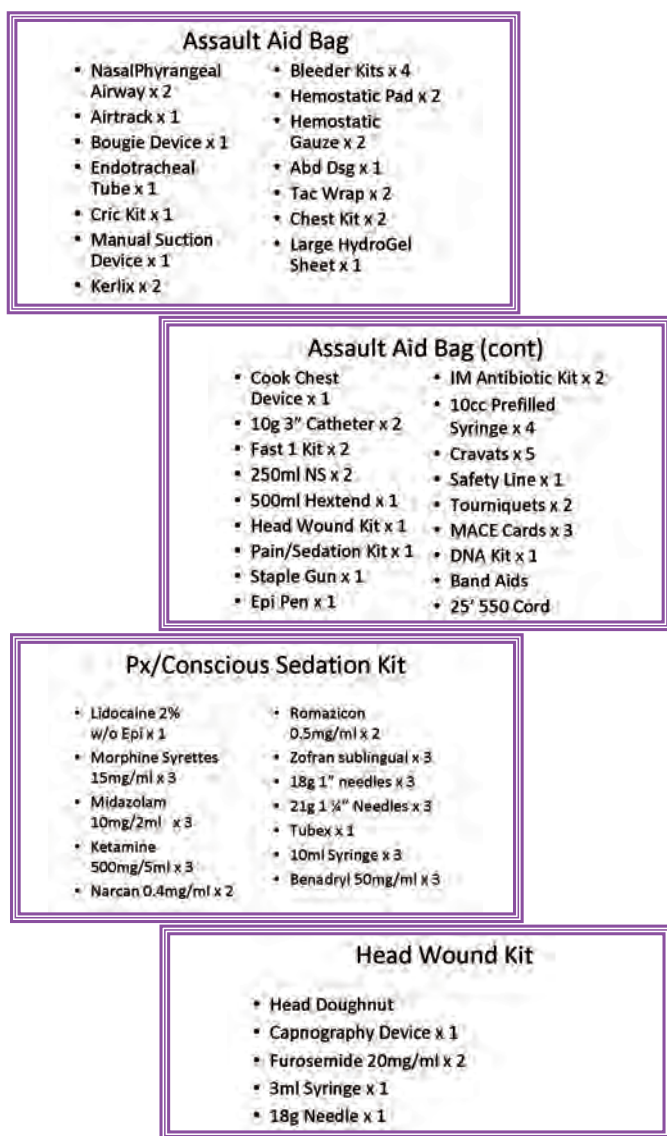 Assault Aid Bag
• NasalPhyrangeal
Airway x 2
• Airtrack x 1
• Bougie Device x 1
• Endotracheal
Tube x 1
• Cric Kit x 1
• Manual Suction
Device x 1
• Kerlix x 2
• Bleeder Kits x 4
• Hemostatic Pad x 2
• Hemostatic
Gauze x 2
• Abd Dsg x 1
• Tac Wrap x 2
• Chest Kit x 2
• Large HydroGel
Sheet x 1
Assault Aid Bag (cont)
• Cook Chest
Device x 1
• 10g 3" Catheter x 2
• Fast 1 Kit x 2
• 250ml NS x 2
• 500ml Hextend x 1
• Head Wound Kit x 1
• Pain/Sedation Kit x 1
• Staple Gun x 1
• Epi Pen x 1
• IM Antibiotic Kit x 2
• 10cc Prefilled
Syringe x 4
• Cravats x 5
• Safety Line x 1
• Tourniquets x 2
• MACE Cards x 3
• DNA Kit x 1
• Band Aids
• 25' 550 Cord
Px/Conscious Sedation Kit
• Lidocaine 2%
w/o Epi x 1
• Morphine Syrettes
15mg/ml x 3
• Midazolam
10mg/2ml x 3
• Ketamine
500mg/5ml x 3
• Narcan 0.4mg/ml x 2
• Romazicon
0.5mg/ml x 2
• Zofran sublingual x 3
• 18g 1" needles x 3
• 21g 1 ¼" Needles x 3
• Tubex x 1
• 10ml Syringe x 3
• Benadryl 50mg/ml x 3
Head Wound Kit
• Head Doughnut
• Capnography Device x 1
• Furosemide 20mg/ml x 2
• 3ml Syringe x 1
• 18g Needle x 1